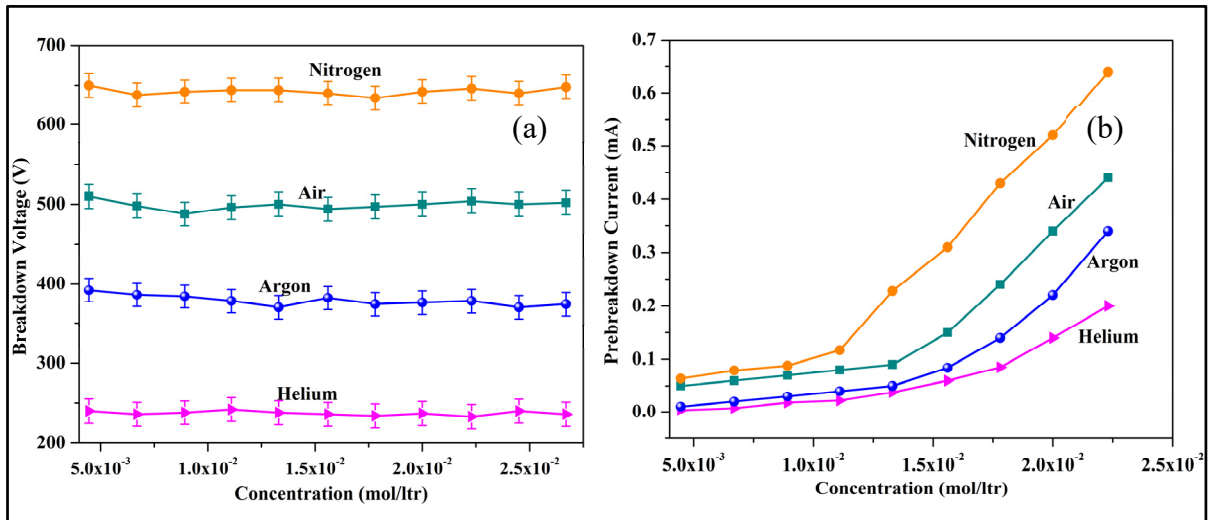 700
600
500
400
300
200
Breakdown Voltage (V)
Nitrogen
(a)
Air
Argon
Helium
5.0x10⁻³
1.0x10⁻²
1.5x10⁻²
2.0x10⁻²
2.5x10⁻²
Concentration (mol/ltr)
0.7
0.6
0.5
0.4
0.3
0.2
0.1
0.0
Prebreakdown Current (mA)
Nitrogen
(b)
Air
Argon
Helium
5.0x10⁻³
1.0x10⁻²
1.5x10⁻²
2.0x10⁻²
2.5x10⁻²
Concentration (mol/ltr)